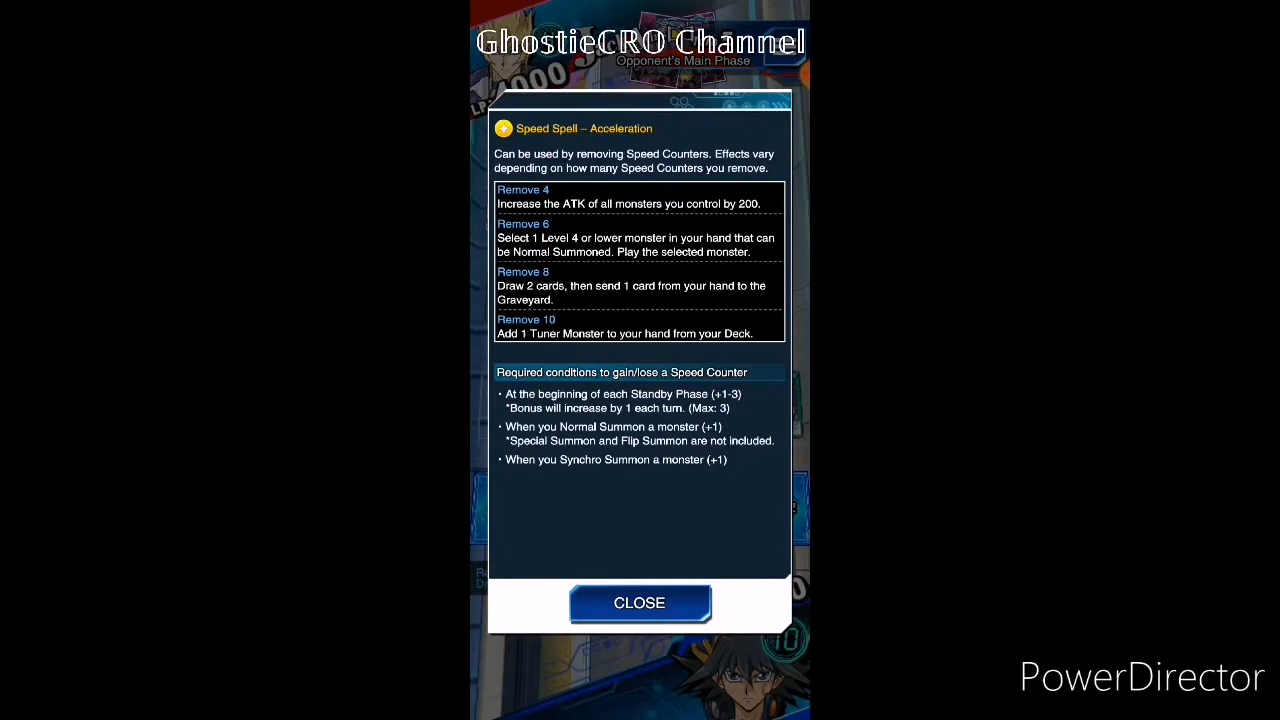 GhostieCRO Channel
Opponent's Main Phase
LP 4000
Speed Spell – Acceleration
Can be used by removing Speed Counters. Effects vary
depending on how many Speed Counters you remove.
Remove 4
Increase the ATK of all monsters you control by 200.
Remove 6
Select 1 Level 4 or lower monster in your hand that can
be Normal Summoned. Play the selected monster.
Remove 8
Draw 2 cards, then send 1 card from your hand to the
Graveyard.
Remove 10
Add 1 Tuner Monster to your hand from your Deck.
Required conditions to gain/lose a Speed Counter
· At the beginning of each Standby Phase (+1-3)
*Bonus will increase by 1 each turn. (Max: 3)
· When you Normal Summon a monster (+1)
*Special Summon and Flip Summon are not included.
· When you Synchro Summon a monster (+1)
CLOSE
10
PowerDirector